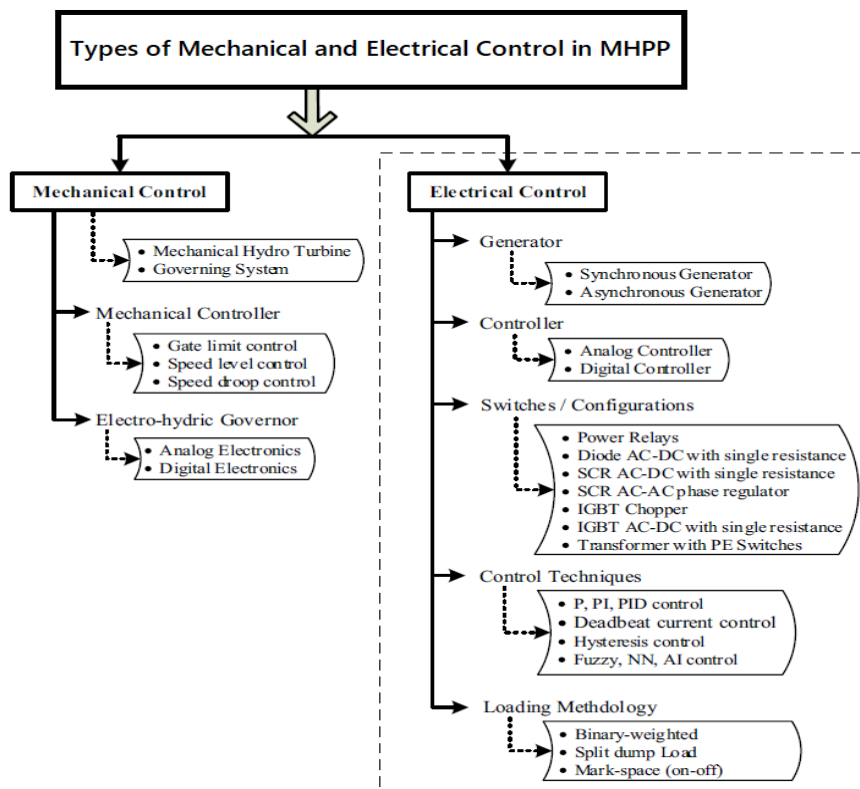 Types of Mechanical and Electrical Control in MHPP
Mechanical Control
• Mechanical Hydro Turbine
• Governing System
Mechanical Controller
• Gate limit control
• Speed level control
• Speed droop control
Electro-hydric Governor
• Analog Electronics
• Digital Electronics
Electrical Control
Generator
• Synchronous Generator
• Asynchronous Generator
Controller
• Analog Controller
• Digital Controller
Switches / Configurations
• Power Relays
• Diode AC-DC with single resistance
• SCR AC-DC with single resistance
• SCR AC-AC phase regulator
• IGBT Chopper
• IGBT AC-DC with single resistance
• Transformer with PE Switches
Control Techniques
• P, PI, PID control
• Deadbeat current control
• Hysteresis control
• Fuzzy, NN, AI control
Loading Methdology
• Binary-weighted
• Split dump Load
• Mark-space (on-off)